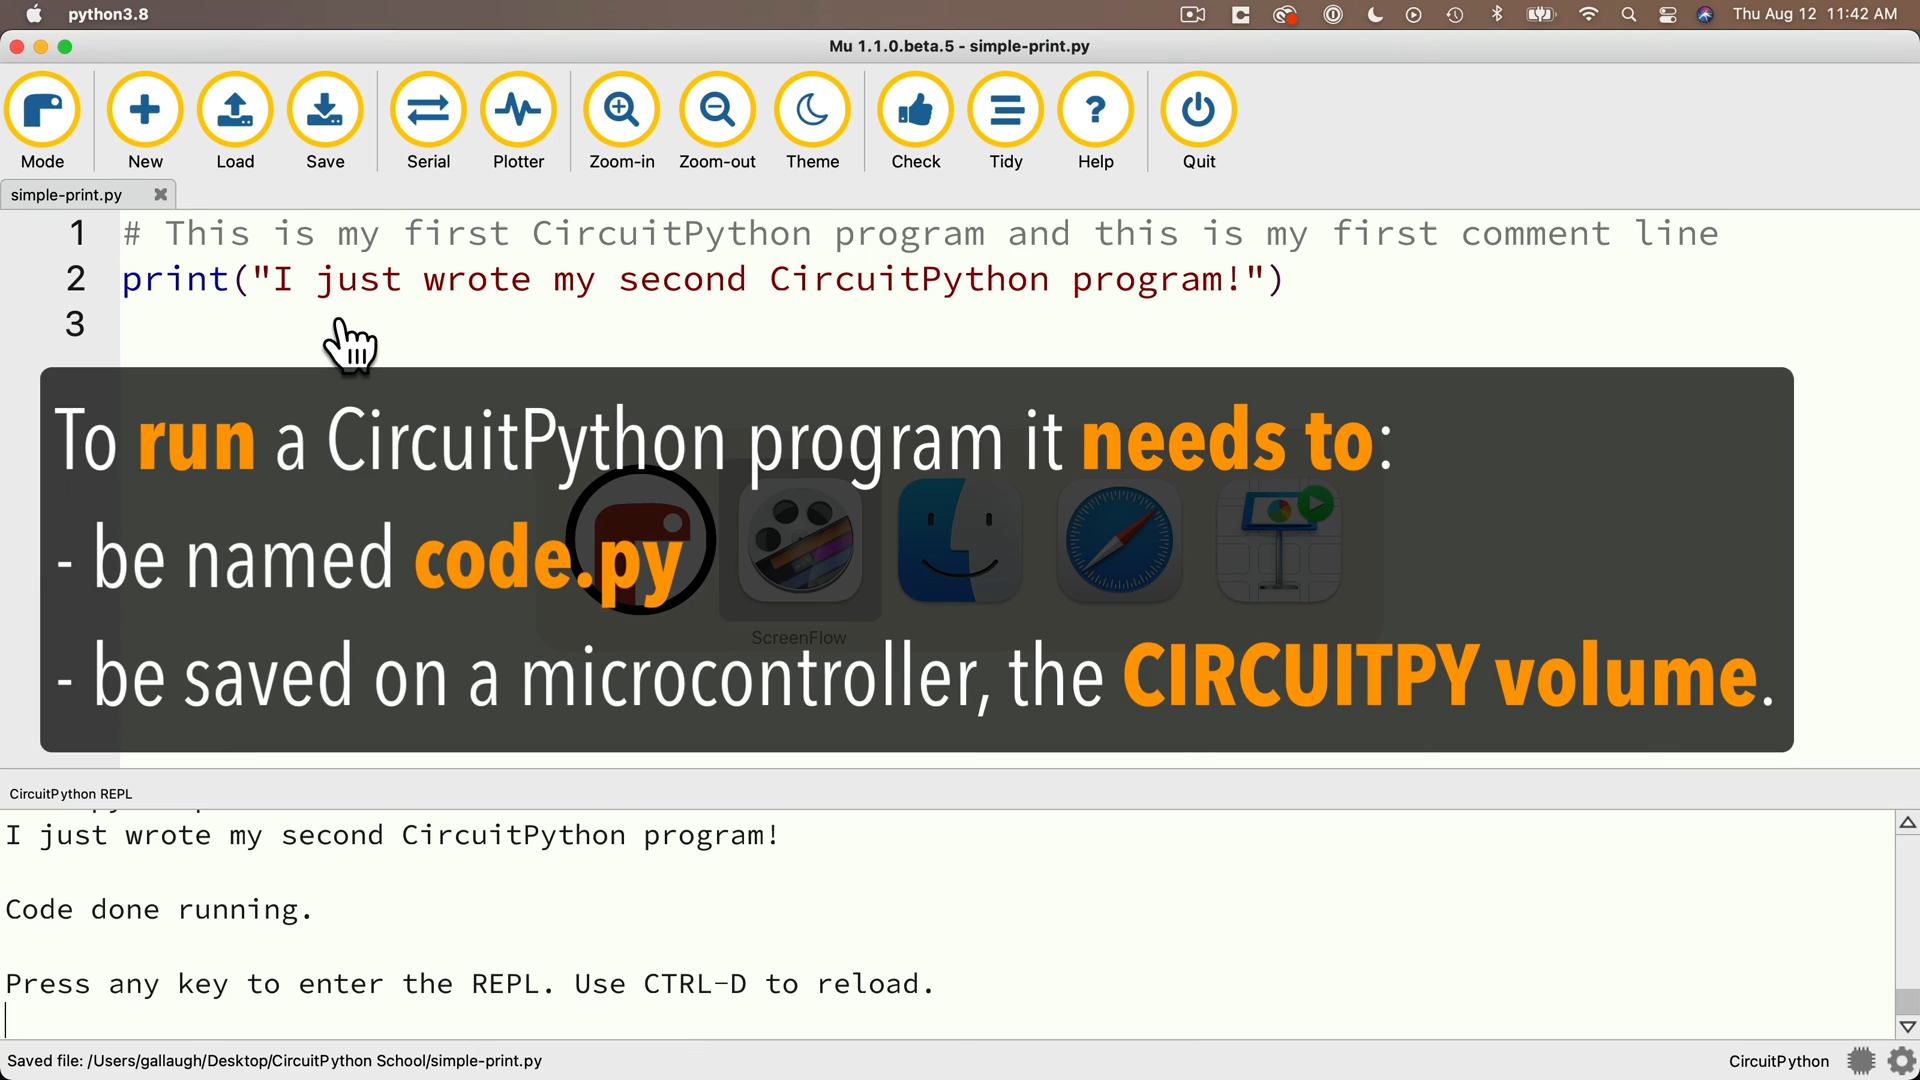 python3.8
Thu Aug 12 11:42 AM
Mu 1.1.0.beta.5 - simple-print.py
Mode
New
Load
Save
Serial
Plotter
Zoom-in
Zoom-out
Theme
Check
Tidy
Help
Quit
simple-print.py
1 # This is my first CircuitPython program and this is my first comment line
2 print("I just wrote my second CircuitPython program!")
3
To run a CircuitPython program it needs to:
- be named code.py
ScreenFlow
- be saved on a microcontroller, the CIRCUITPY volume.
CircuitPython REPL
I just wrote my second CircuitPython program!
Code done running.
Press any key to enter the REPL. Use CTRL-D to reload.
Saved file: /Users/gallaugh/Desktop/CircuitPython School/simple-print.py
CircuitPython